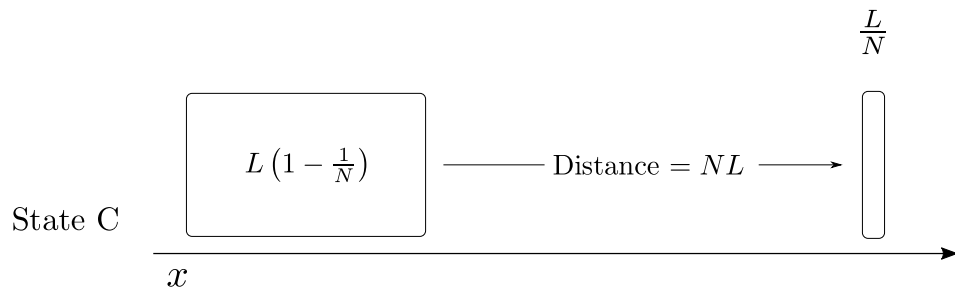 L/N
L (1 − 1/N)
Distance = NL
State C
x